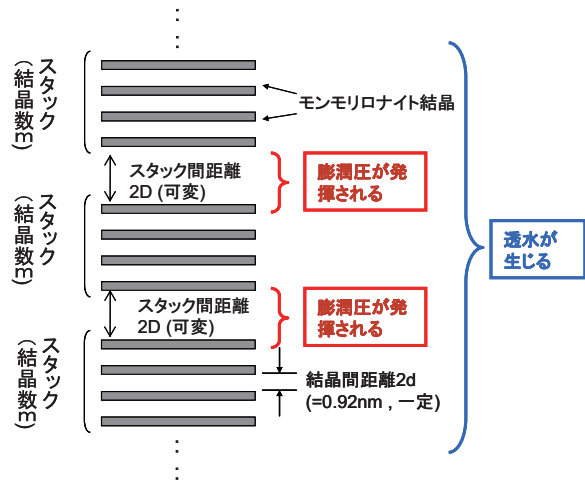 スタック
(結晶数m)
モンモリロナイト結晶
スタック間距離
2D (可変)
膨潤圧が発
揮される
スタック
(結晶数m)
透水が
生じる
スタック間距離
2D (可変)
膨潤圧が発
揮される
スタック
(結晶数m)
結晶間距離2d
(=0.92nm , 一定)